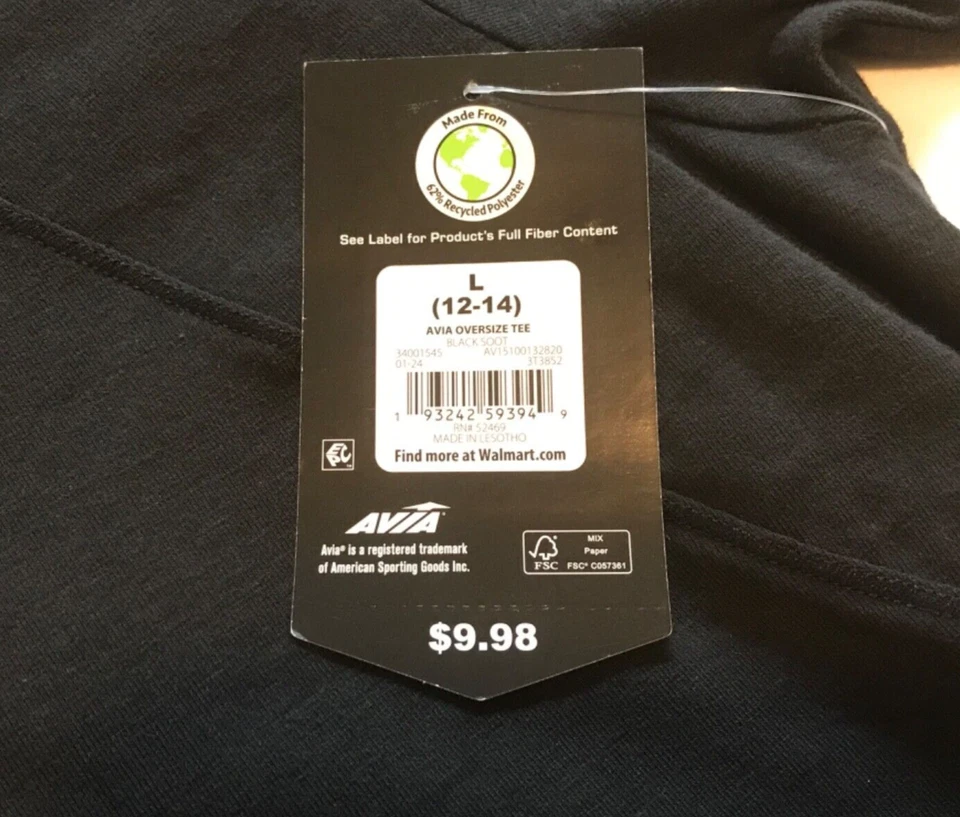 Made From
62% Recycled Polyester
See Label for Product's Full Fiber Content
L
(12-14)
AVIA OVERSIZE TEE
BLACK SOOT
34001545 AV15100132820
01-24 3T3852
1 93242 59394 9
RN# 52469
MADE IN LESOTHO
Find more at Walmart.com
AVIA
Avia® is a registered trademark
of American Sporting Goods Inc.
FSC
MIX
Paper
FSC® C057361
$9.98